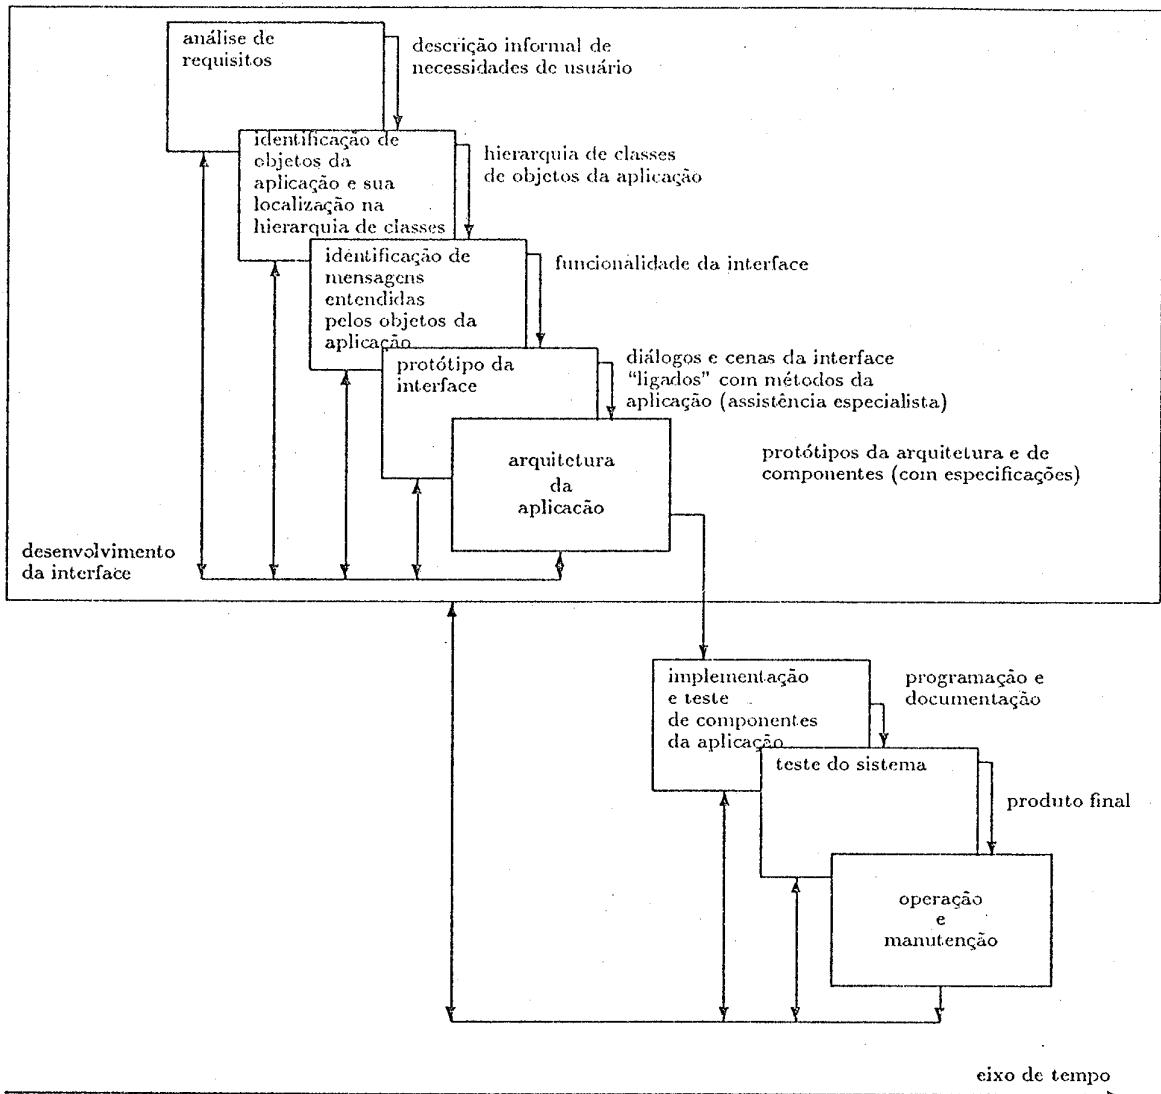 análise de
requisitos
descrição informal de
necessidades de usuário
identificação de
objetos da
aplicação e sua
localização na
hierarquia de classes
hierarquia de classes
de objetos da aplicação
identificação de
mensagens
entendidas
pelos objetos da
aplicação
funcionalidade da interface
protótipo da
interface
diálogos e cenas da interface
“ligados” com métodos da
aplicação (assistência especialista)
arquitetura
da
aplicacão
protótipos da arquitetura e de
componentes (com especificações)
desenvolvimento
da interface
implementação
e teste
de componentes
da aplicação
programação e
documentação
teste do sistema
produto final
operação
e
manutenção
eixo de tempo